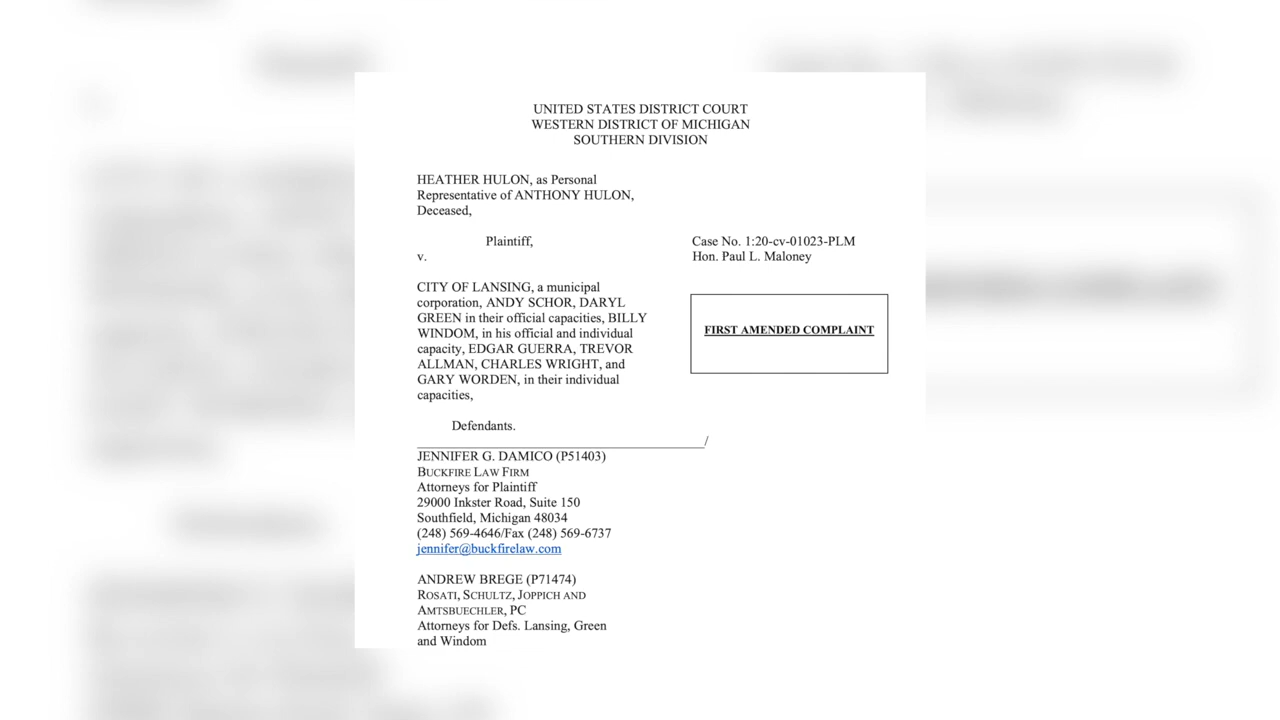 UNITED STATES DISTRICT COURT
WESTERN DISTRICT OF MICHIGAN
SOUTHERN DIVISION
HEATHER HULON, as Personal
Representative of ANTHONY HULON,
Deceased,
Plaintiff,
v.
Case No. 1:20-cv-01023-PLM
Hon. Paul L. Maloney
CITY OF LANSING, a municipal
corporation, ANDY SCHOR, DARYL
GREEN in their official capacities, BILLY
WINDOM, in his official and individual
capacity, EDGAR GUERRA, TREVOR
ALLMAN, CHARLES WRIGHT, and
GARY WORDEN, in their individual
capacities,
FIRST AMENDED COMPLAINT
Defendants.
/
JENNIFER G. DAMICO (P51403)
BUCKFIRE LAW FIRM
Attorneys for Plaintiff
29000 Inkster Road, Suite 150
Southfield, Michigan 48034
(248) 569-4646/Fax (248) 569-6737
jennifer@buckfirelaw.com
ANDREW BREGE (P71474)
ROSATI, SCHULTZ, JOPPICH AND
AMTSBUECHLER, PC
Attorneys for Defs. Lansing, Green
and Windom